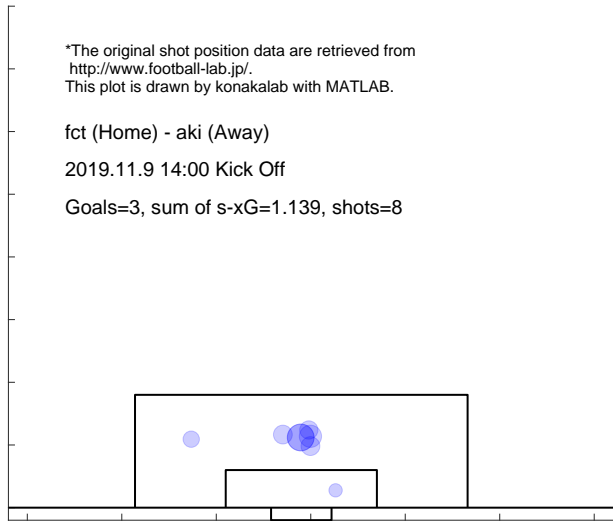 *The original shot position data are retrieved from
http://www.football-lab.jp/.
This plot is drawn by konakalab with MATLAB.
fct (Home) - aki (Away)
2019.11.9 14:00 Kick Off
Goals=3, sum of s-xG=1.139, shots=8